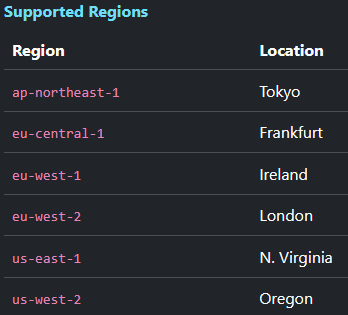 Supported Regions
Region Location
ap-northeast-1 Tokyo
eu-central-1 Frankfurt
eu-west-1 Ireland
eu-west-2 London
us-east-1 N. Virginia
us-west-2 Oregon